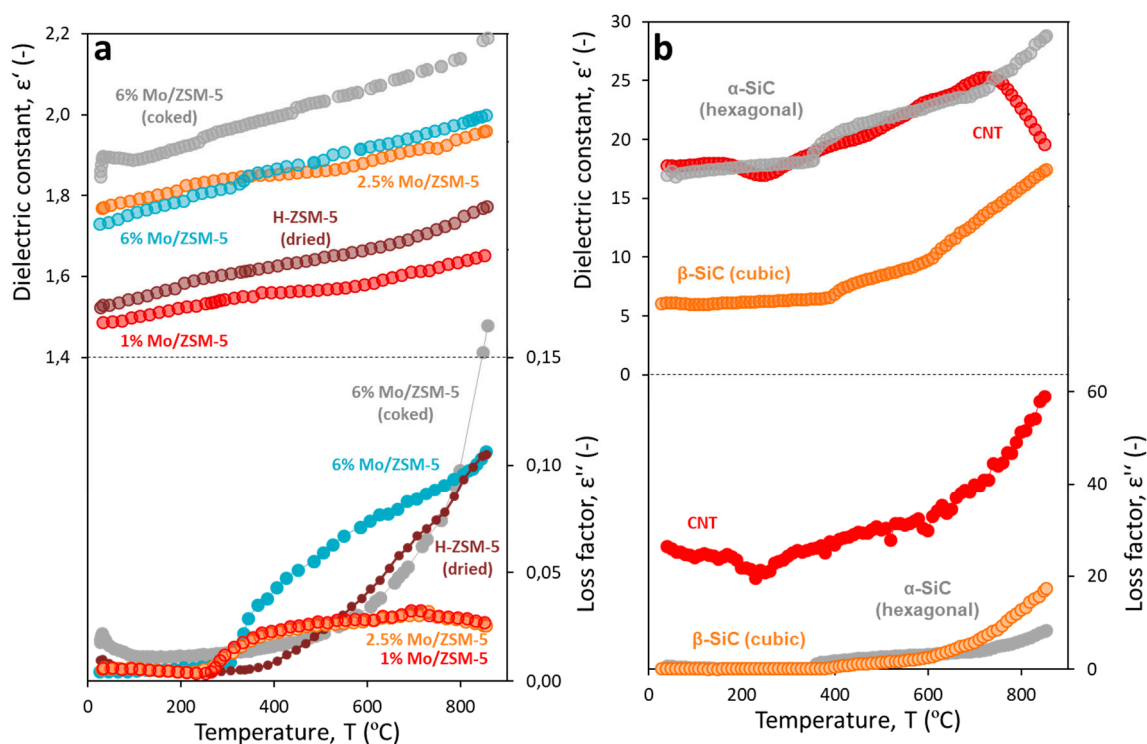 a
Dielectric constant, ε‘ (-)
2,2
2,0
1,8
1,6
1,4
6% Mo/ZSM-5
(coked)
2.5% Mo/ZSM-5
6% Mo/ZSM-5
H-ZSM-5
(dried)
1% Mo/ZSM-5
0,15
0,10
0,05
0,00
Loss factor, ε‘‘ (-)
6% Mo/ZSM-5
(coked)
6% Mo/ZSM-5
H-ZSM-5
(dried)
2.5% Mo/ZSM-5
1% Mo/ZSM-5
0
200
400
600
800
Temperature, T (ºC)
b
Dielectric constant, ε‘ (-)
30
25
20
15
10
5
0
α-SiC
(hexagonal)
CNT
β-SiC (cubic)
60
40
20
0
Loss factor, ε‘‘ (-)
CNT
α-SiC
(hexagonal)
β-SiC (cubic)
0
200
400
600
800
Temperature, T (ºC)